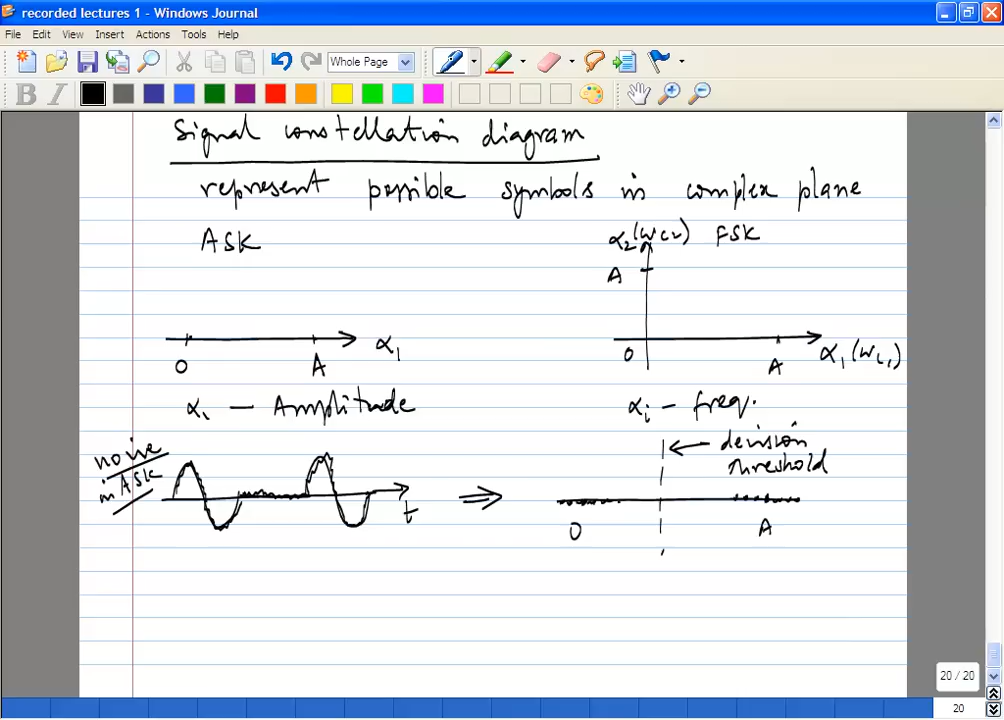 recorded lectures 1 - Windows Journal
File Edit View Insert Actions Tools Help
Whole Page
B I
Signal constellation diagram
represent possible symbols in complex plane
ASK
α₂(ωc₂) FSK
A
0 A α₁
0 A α₁(ωc₁)
α₁ — Amplitude
αᵢ — freq.
noise
in ASK
decision
threshold
t ⇒
0 A
20 / 20
20